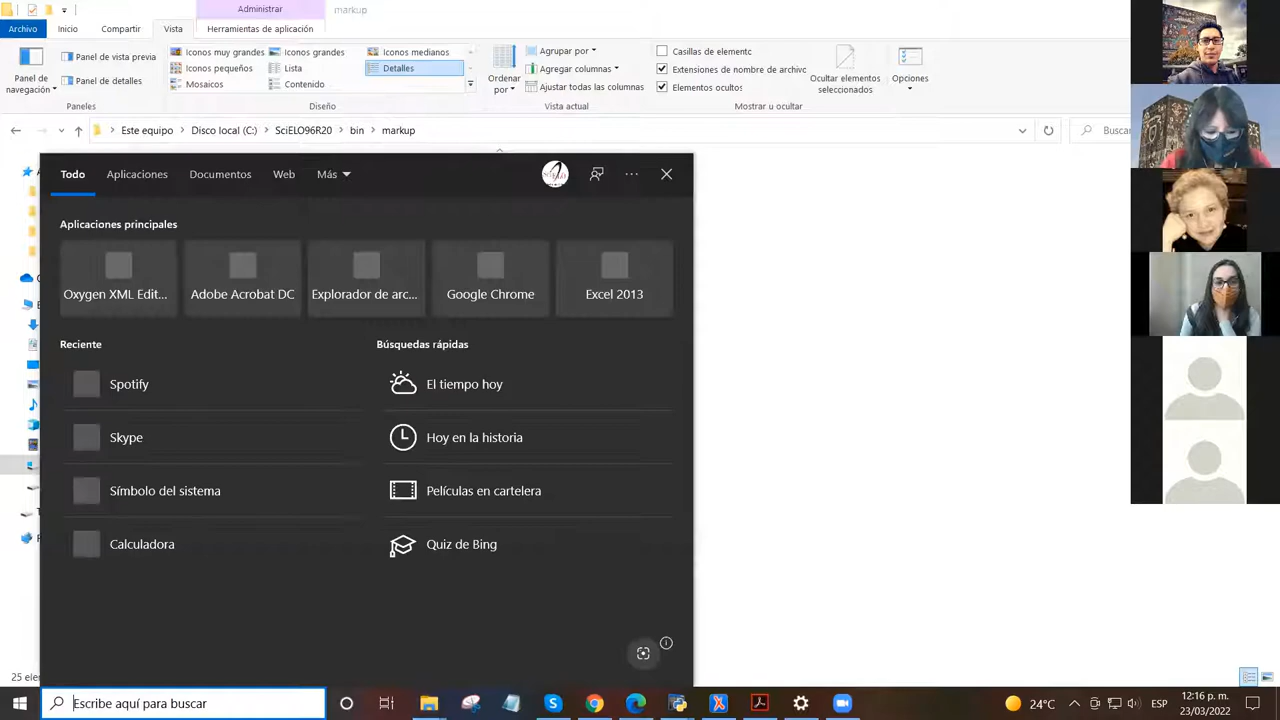 Administrar
markup
Archivo
Inicio
Compartir
Vista
Herramientas de aplicación
Panel de navegación
Panel de vista previa
Panel de detalles
Paneles
Iconos muy grandes
Iconos grandes
Iconos medianos
Iconos pequeños
Lista
Detalles
Mosaicos
Contenido
Diseño
Ordenar por
Agrupar por
Agregar columnas
Ajustar todas las columnas
Vista actual
Casillas de elemento
Extensiones de nombre de archivo
Elementos ocultos
Ocultar elementos seleccionados
Mostrar u ocultar
Opciones
Este equipo
Disco local (C:)
SciELO96R20
bin
markup
Buscar
Todo
Aplicaciones
Documentos
Web
Más
Aplicaciones principales
Oxygen XML Edit...
Adobe Acrobat DC
Explorador de arc...
Google Chrome
Excel 2013
Reciente
Búsquedas rápidas
Spotify
El tiempo hoy
Skype
Hoy en la historia
Símbolo del sistema
Películas en cartelera
Calculadora
Quiz de Bing
25 ele
Escribe aquí para buscar
24°C
ESP
12:16 p. m.
23/03/2022